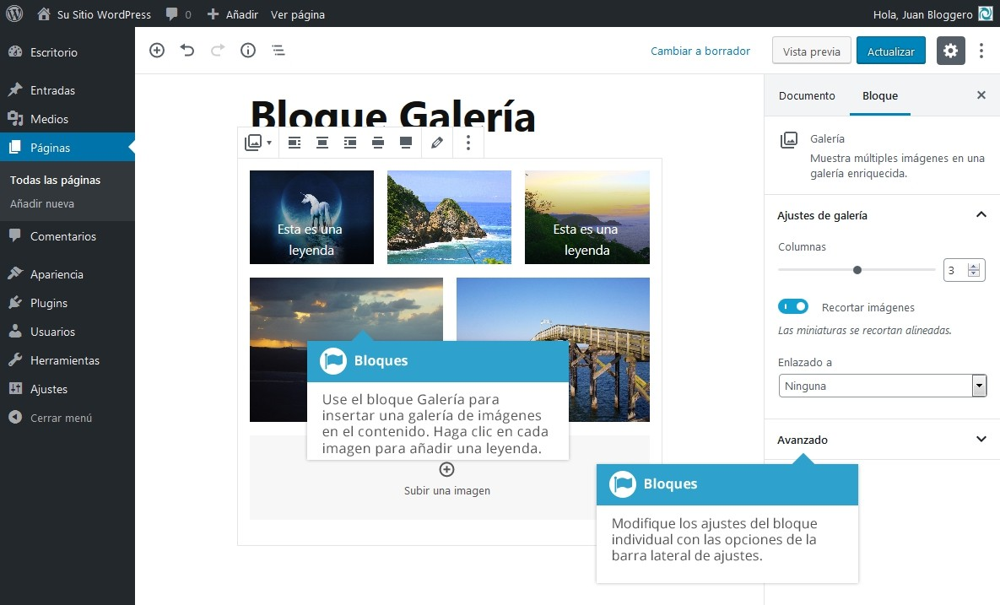 Su Sitio WordPress
0
Añadir
Ver página
Hola, Juan Bloggero
Escritorio
Entradas
Medios
Páginas
Todas las páginas
Añadir nueva
Comentarios
Apariencia
Plugins
Usuarios
Herramientas
Ajustes
Cerrar menú
Cambiar a borrador
Vista previa
Actualizar
Bloque Galería
Esta es una
leyenda
Esta es una
leyenda
Bloques
Use el bloque Galería para
insertar una galería de imágenes
en el contenido. Haga clic en cada
imagen para añadir una leyenda.
Subir una imagen
Documento
Bloque
Galería
Muestra múltiples imágenes en una
galería enriquecida.
Ajustes de galería
Columnas
3
Recortar imágenes
Las miniaturas se recortan alineadas.
Enlazado a
Ninguna
Avanzado
Bloques
Modifique los ajustes del bloque
individual con las opciones de la
barra lateral de ajustes.